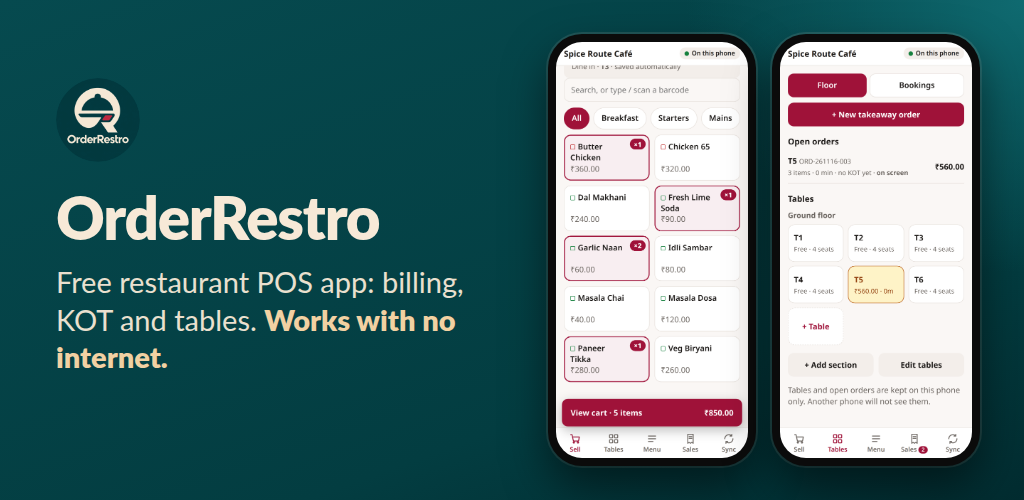 OrderRestro
OrderRestro
Free restaurant POS app: billing,
KOT and tables. Works with no
internet.
Spice Route Café
On this phone
Dine in · T3 · saved automatically
Search, or type / scan a barcode
All
Breakfast
Starters
Mains
Butter
Chicken
×1
₹360.00
Chicken 65
₹320.00
Dal Makhani
₹240.00
Fresh Lime
Soda
×1
₹90.00
Garlic Naan
×2
₹60.00
Idli Sambar
₹80.00
Masala Chai
₹40.00
Masala Dosa
₹120.00
Paneer
Tikka
×1
₹280.00
Veg Biryani
₹260.00
View cart · 5 items ₹850.00
Sell
Tables
Menu
Sales
Sync
Spice Route Café
On this phone
Floor
Bookings
+ New takeaway order
Open orders
T5 ORD-261116-003
3 items · 0 min · no KOT yet · on screen
₹560.00
Tables
Ground floor
T1
Free · 4 seats
T2
Free · 4 seats
T3
Free · 4 seats
T4
Free · 4 seats
T5
₹560.00 · 0m
T6
Free · 4 seats
+ Table
+ Add section
Edit tables
Tables and open orders are kept on this phone
only. Another phone will not see them.
Sell
Tables
Menu
Sales 2
Sync